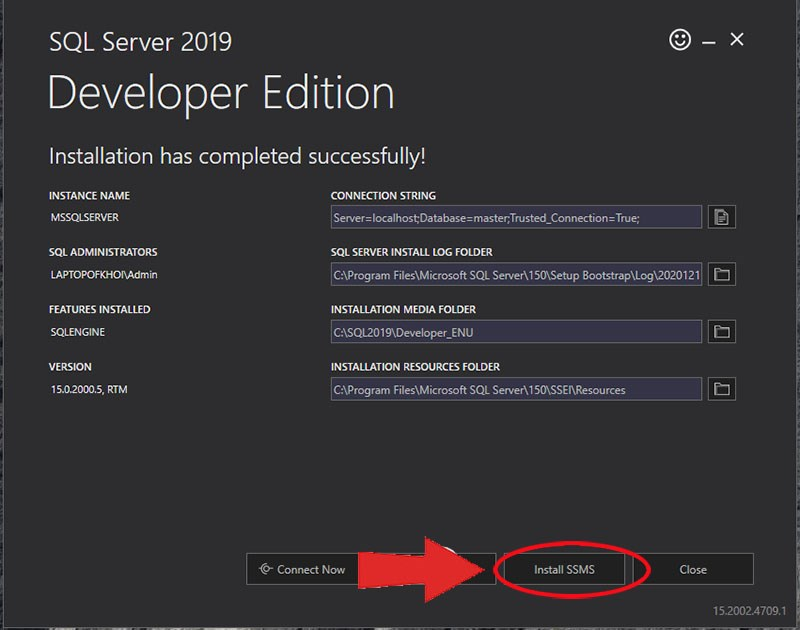 SQL Server 2019
Developer Edition
Installation has completed successfully!
INSTANCE NAME
MSSQLSERVER
CONNECTION STRING
Server=localhost;Database=master;Trusted_Connection=True;
SQL ADMINISTRATORS
LAPTOPOFKHOI\Admin
SQL SERVER INSTALL LOG FOLDER
C:\Program Files\Microsoft SQL Server\150\Setup Bootstrap\Log\2020121
FEATURES INSTALLED
SQLENGINE
INSTALLATION MEDIA FOLDER
C:\SQL2019\Developer_ENU
VERSION
15.0.2000.5, RTM
INSTALLATION RESOURCES FOLDER
C:\Program Files\Microsoft SQL Server\150\SSEI\Resources
Connect Now
Install SSMS
Close
15.2002.4709.1